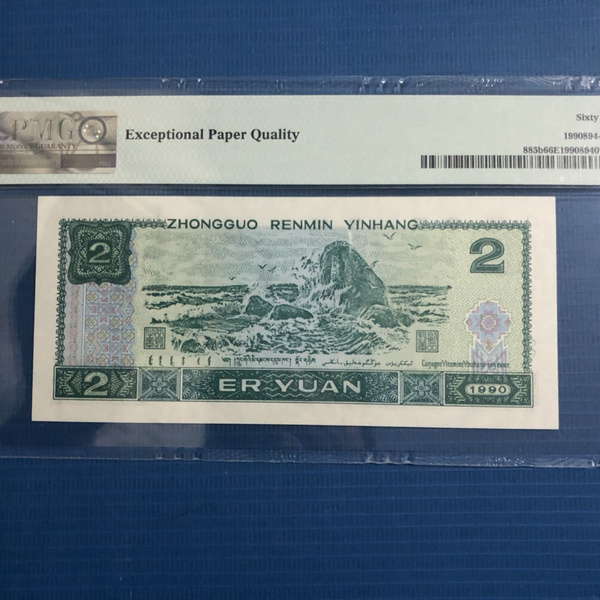 PMG
Exceptional Paper Quality
Sixty
1990894-
885b66E1990894
ZHONGGUO RENMIN YINHANG
2
2
2
ER YUAN
1990